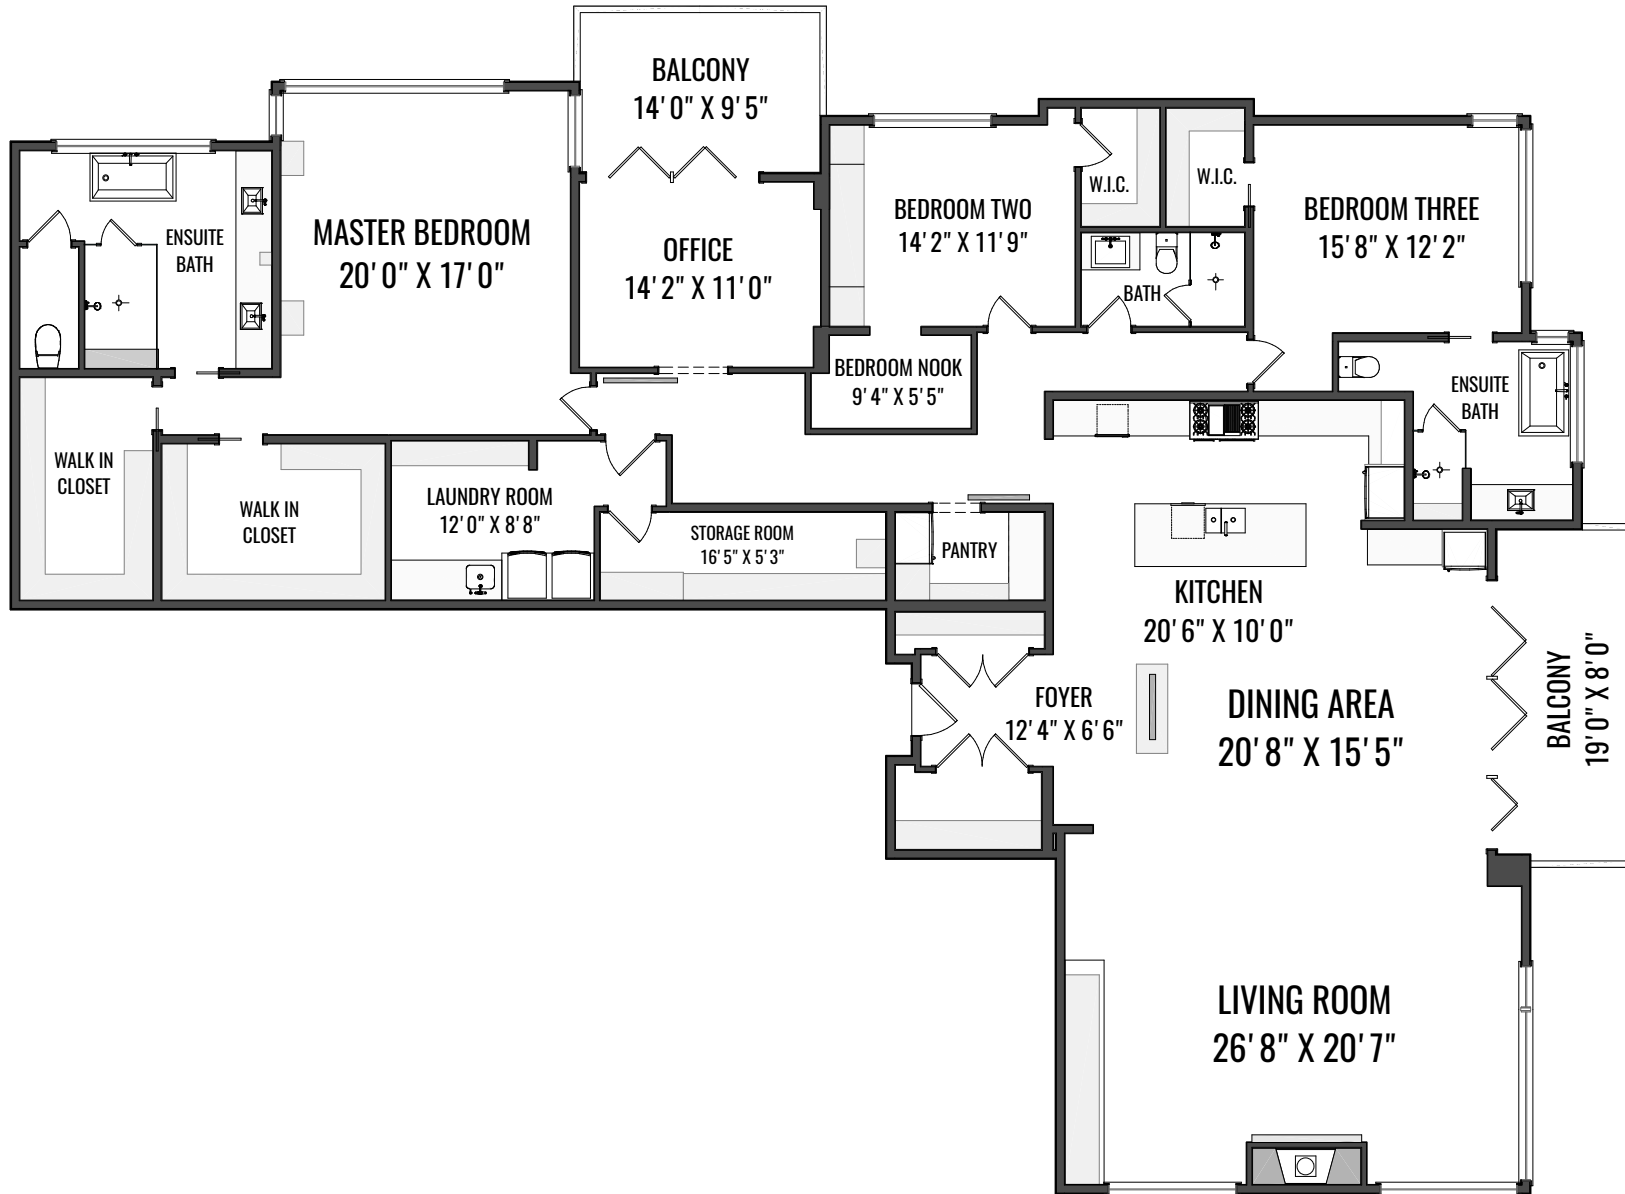 BALCONY
14'0" X 9'5"
MASTER BEDROOM
20'0" X 17'0"
ENSUITE
BATH
OFFICE
14'2" X 11'0"
BEDROOM TWO
14'2" X 11'9"
W.I.C.
W.I.C.
BEDROOM THREE
15'8" X 12'2"
BATH
BEDROOM NOOK
9'4" X 5'5"
ENSUITE
BATH
WALK IN
CLOSET
WALK IN
CLOSET
LAUNDRY ROOM
12'0" X 8'8"
STORAGE ROOM
16'5" X 5'3"
PANTRY
KITCHEN
20'6" X 10'0"
FOYER
12'4" X 6'6"
DINING AREA
20'8" X 15'5"
BALCONY
19'0" X 8'0"
LIVING ROOM
26'8" X 20'7"